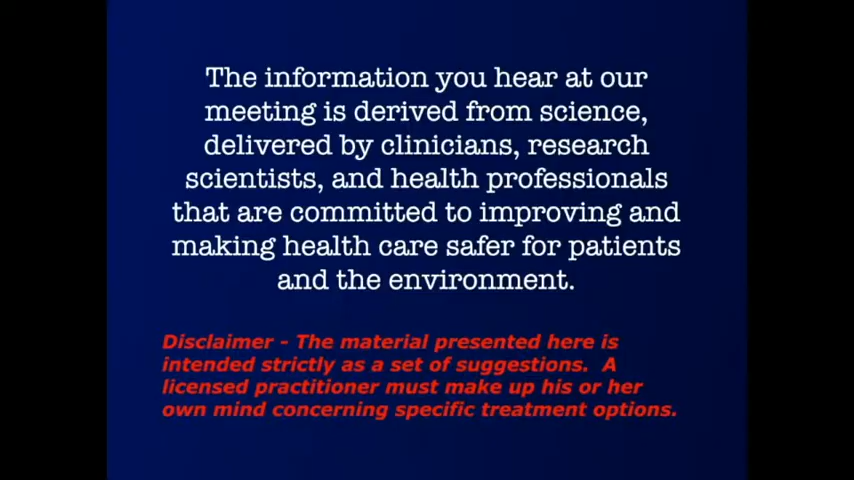 The information you hear at our
meeting is derived from science,
delivered by clinicians, research
scientists, and health professionals
that are committed to improving and
making health care safer for patients
and the environment.
Disclaimer - The material presented here is
intended strictly as a set of suggestions.  A
licensed practitioner must make up his or her
own mind concerning specific treatment options.